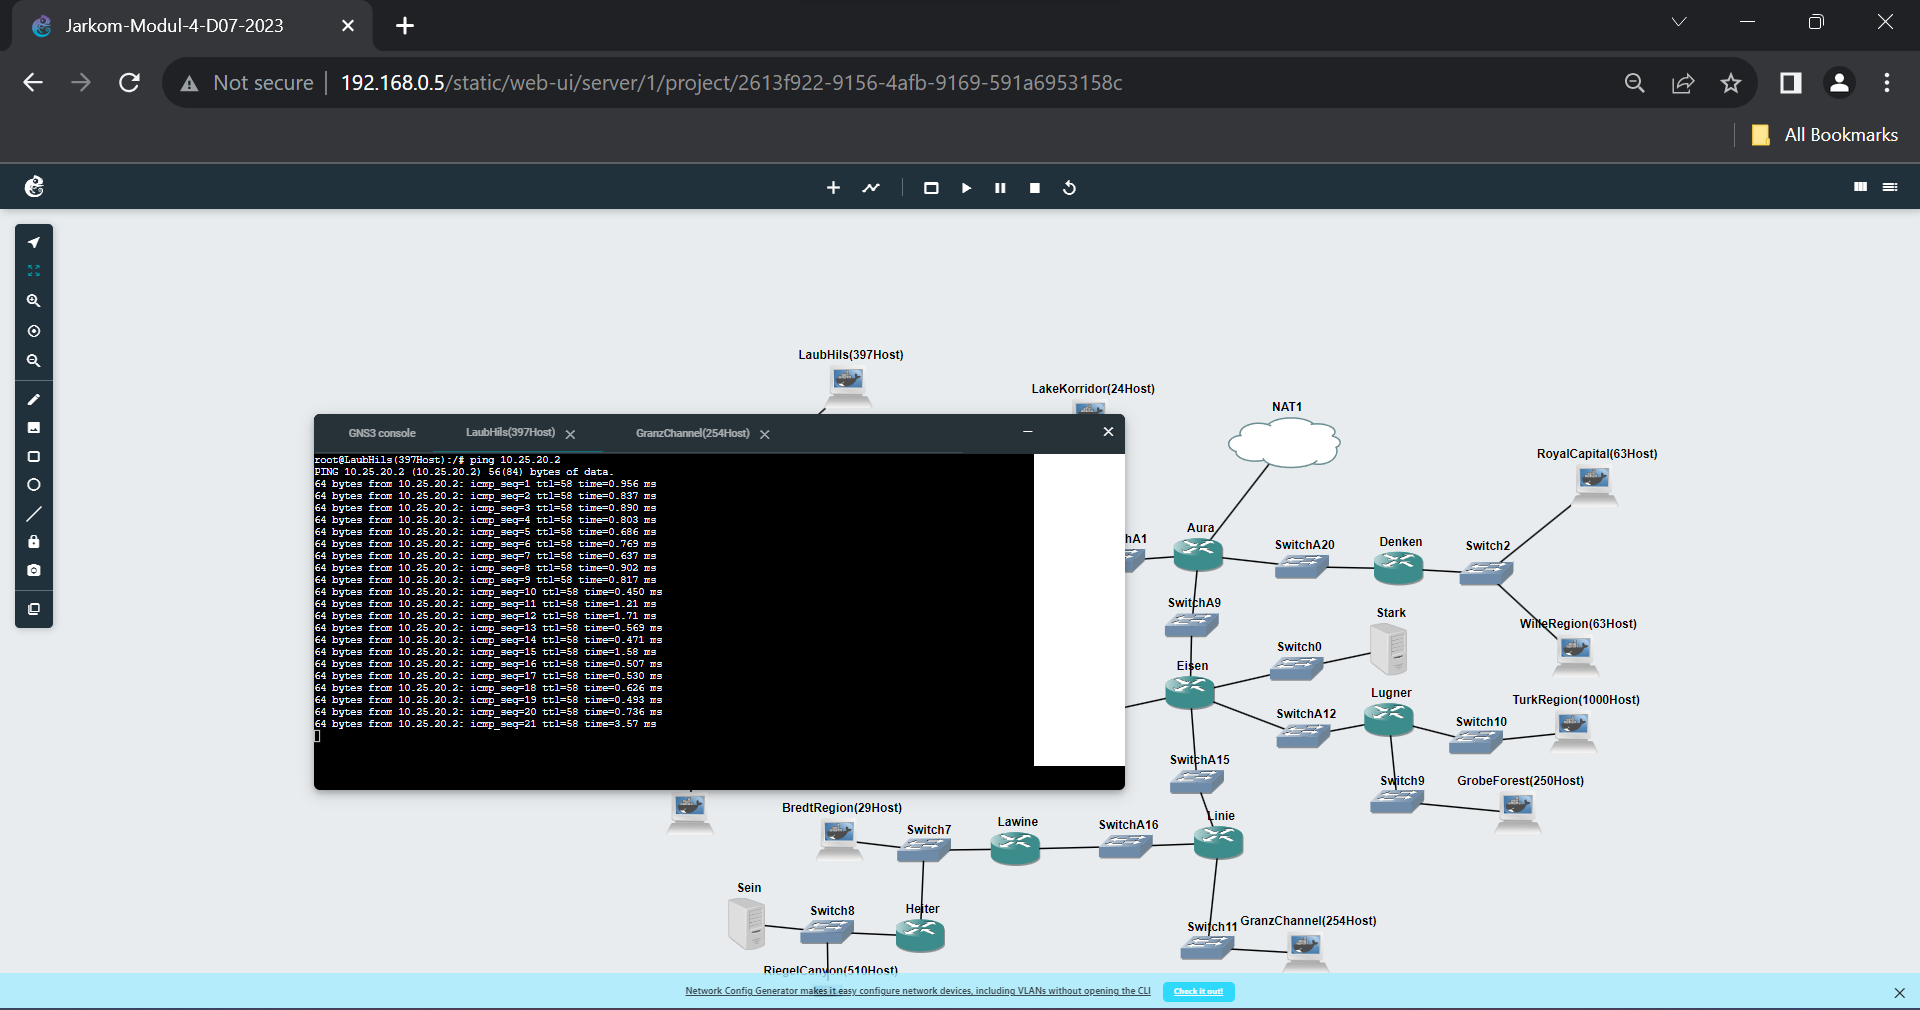 Jarkom-Modul-4-D07-2023
Not secure
192.168.0.5/static/web-ui/server/1/project/2613f922-9156-4afb-9169-591a6953158c
All Bookmarks
LaubHils(397Host)
LakeKorridor(24Host)
NAT1
RoyalCapital(63Host)
GNS3 console LaubHils(397Host) GranzChannel(254Host)
root@LaubHils(397Host):/# ping 10.25.20.2
PING 10.25.20.2 (10.25.20.2) 56(84) bytes of data.
64 bytes from 10.25.20.2: icmp_seq=1 ttl=58 time=0.956 ms
64 bytes from 10.25.20.2: icmp_seq=2 ttl=58 time=0.837 ms
64 bytes from 10.25.20.2: icmp_seq=3 ttl=58 time=0.890 ms
64 bytes from 10.25.20.2: icmp_seq=4 ttl=58 time=0.803 ms
64 bytes from 10.25.20.2: icmp_seq=5 ttl=58 time=0.686 ms
64 bytes from 10.25.20.2: icmp_seq=6 ttl=58 time=0.769 ms
64 bytes from 10.25.20.2: icmp_seq=7 ttl=58 time=0.637 ms
64 bytes from 10.25.20.2: icmp_seq=8 ttl=58 time=0.902 ms
64 bytes from 10.25.20.2: icmp_seq=9 ttl=58 time=0.817 ms
64 bytes from 10.25.20.2: icmp_seq=10 ttl=58 time=0.450 ms
64 bytes from 10.25.20.2: icmp_seq=11 ttl=58 time=1.21 ms
64 bytes from 10.25.20.2: icmp_seq=12 ttl=58 time=1.71 ms
64 bytes from 10.25.20.2: icmp_seq=13 ttl=58 time=0.569 ms
64 bytes from 10.25.20.2: icmp_seq=14 ttl=58 time=0.471 ms
64 bytes from 10.25.20.2: icmp_seq=15 ttl=58 time=1.58 ms
64 bytes from 10.25.20.2: icmp_seq=16 ttl=58 time=0.507 ms
64 bytes from 10.25.20.2: icmp_seq=17 ttl=58 time=0.530 ms
64 bytes from 10.25.20.2: icmp_seq=18 ttl=58 time=0.626 ms
64 bytes from 10.25.20.2: icmp_seq=19 ttl=58 time=0.493 ms
64 bytes from 10.25.20.2: icmp_seq=20 ttl=58 time=0.736 ms
64 bytes from 10.25.20.2: icmp_seq=21 ttl=58 time=3.57 ms
hA1
Aura
SwitchA20
Denken
Switch2
SwitchA9
Stark
WilleRegion(63Host)
Switch0
Eisen
Lugner
TurkRegion(1000Host)
SwitchA12
Switch10
SwitchA15
Switch9
GrobeForest(250Host)
BredtRegion(29Host)
Switch7
Lawine
SwitchA16
Linie
Sein
Switch8
Heiter
Switch11
GranzChannel(254Host)
RiegelCanyon(510Host)
Network Config Generator makes it easy configure network devices, including VLANs without opening the CLI
Check it out!